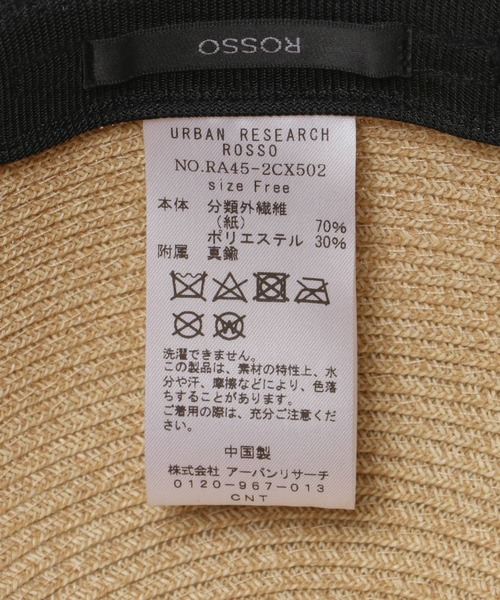 ROSSO
URBAN RESEARCH
ROSSO
NO.RA45-2CX502
size Free
本体 分類外繊維
(紙) 70%
ポリエステル 30%
附属 真鍮
洗濯できません。
この製品は、素材の特性上、水
分や汗、摩擦などにより、色落
ちすることがあります。
ご着用の際は、充分ご注意くだ
さい。
中国製
株式会社 アーバンリサーチ
0120-967-013
CNT